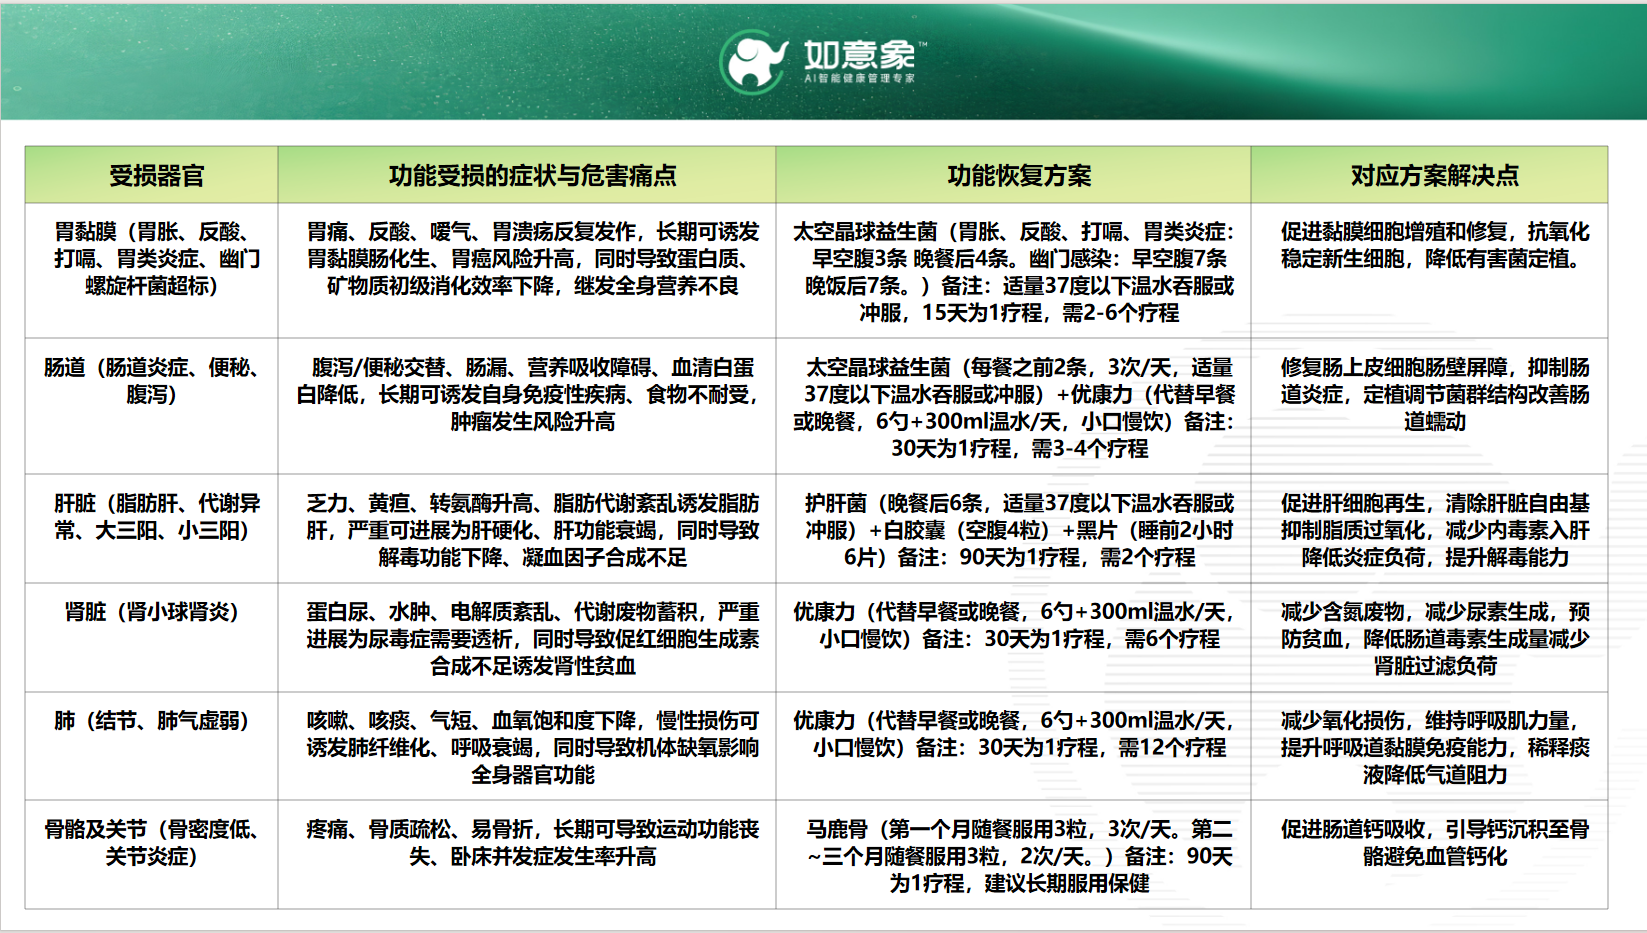 如意象™
AI智能健康管理专家
受损器官
功能受损的症状与危害痛点
功能恢复方案
对应方案解决点
胃黏膜（胃胀、反酸、
打嗝、胃类炎症、幽门
螺旋杆菌超标）
胃痛、反酸、嗳气、胃溃疡反复发作，长期可诱发
胃黏膜肠化生、胃癌风险升高，同时导致蛋白质、
矿物质初级消化效率下降，继发全身营养不良
太空晶球益生菌（胃胀、反酸、打嗝、胃类炎症：
早空腹3条 晚餐后4条。幽门感染：早空腹7条
晚饭后7条。）备注：适量37度以下温水吞服或
冲服，15天为1疗程，需2-6个疗程
促进黏膜细胞增殖和修复，抗氧化
稳定新生细胞，降低有害菌定植。
肠道（肠道炎症、便秘、
腹泻）
腹泻/便秘交替、肠漏、营养吸收障碍、血清白蛋
白降低，长期可诱发自身免疫性疾病、食物不耐受，
肿瘤发生风险升高
太空晶球益生菌（每餐之前2条，3次/天，适量
37度以下温水吞服或冲服）+优康力（代替早餐
或晚餐，6勺+300ml温水/天，小口慢饮）备注：
30天为1疗程，需3-4个疗程
修复肠上皮细胞肠壁屏障，抑制肠
道炎症，定植调节菌群结构改善肠
道蠕动
肝脏（脂肪肝、代谢异
常、大三阳、小三阳）
乏力、黄疸、转氨酶升高、脂肪代谢紊乱诱发脂肪
肝，严重可进展为肝硬化、肝功能衰竭，同时导致
解毒功能下降、凝血因子合成不足
护肝菌（晚餐后6条，适量37度以下温水吞服或
冲服）+白胶囊（空腹4粒）+黑片（睡前2小时
6片）备注：90天为1疗程，需2个疗程
促进肝细胞再生，清除肝脏自由基
抑制脂质过氧化，减少内毒素入肝
降低炎症负荷，提升解毒能力
肾脏（肾小球肾炎）
蛋白尿、水肿、电解质紊乱、代谢废物蓄积，严重
进展为尿毒症需要透析，同时导致促红细胞生成素
合成不足诱发肾性贫血
优康力（代替早餐或晚餐，6勺+300ml温水/天，
小口慢饮）备注：30天为1疗程，需6个疗程
减少含氮废物，减少尿素生成，预
防贫血，降低肠道毒素生成量减少
肾脏过滤负荷
肺（结节、肺气虚弱）
咳嗽、咳痰、气短、血氧饱和度下降，慢性损伤可
诱发肺纤维化、呼吸衰竭，同时导致机体缺氧影响
全身器官功能
优康力（代替早餐或晚餐，6勺+300ml温水/天，
小口慢饮）备注：30天为1疗程，需12个疗程
减少氧化损伤，维持呼吸肌力量，
提升呼吸道黏膜免疫能力，稀释痰
液降低气道阻力
骨骼及关节（骨密度低、
关节炎症）
疼痛、骨质疏松、易骨折，长期可导致运动功能丧
失、卧床并发症发生率升高
马鹿骨（第一个月随餐服用3粒，3次/天。第二
~三个月随餐服用3粒，2次/天。）备注：90天
为1疗程，建议长期服用保健
促进肠道钙吸收，引导钙沉积至骨
骼避免血管钙化